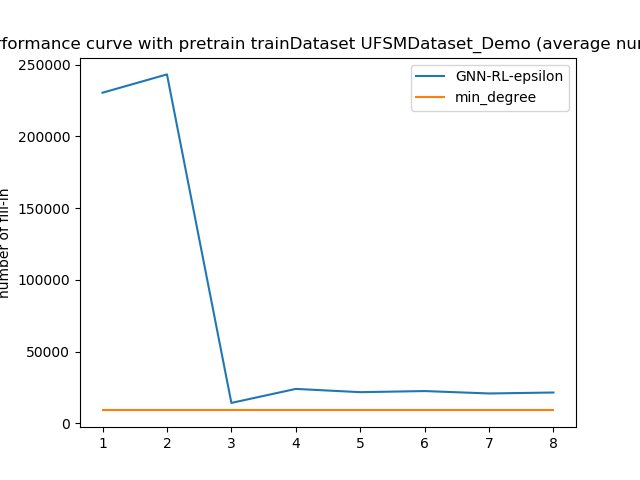 rformance curve with pretrain trainDataset UFSMDataset_Demo (average nur
250000
200000
150000
100000
50000
0
number of fill-in
GNN-RL-epsilon
min_degree
1 2 3 4 5 6 7 8